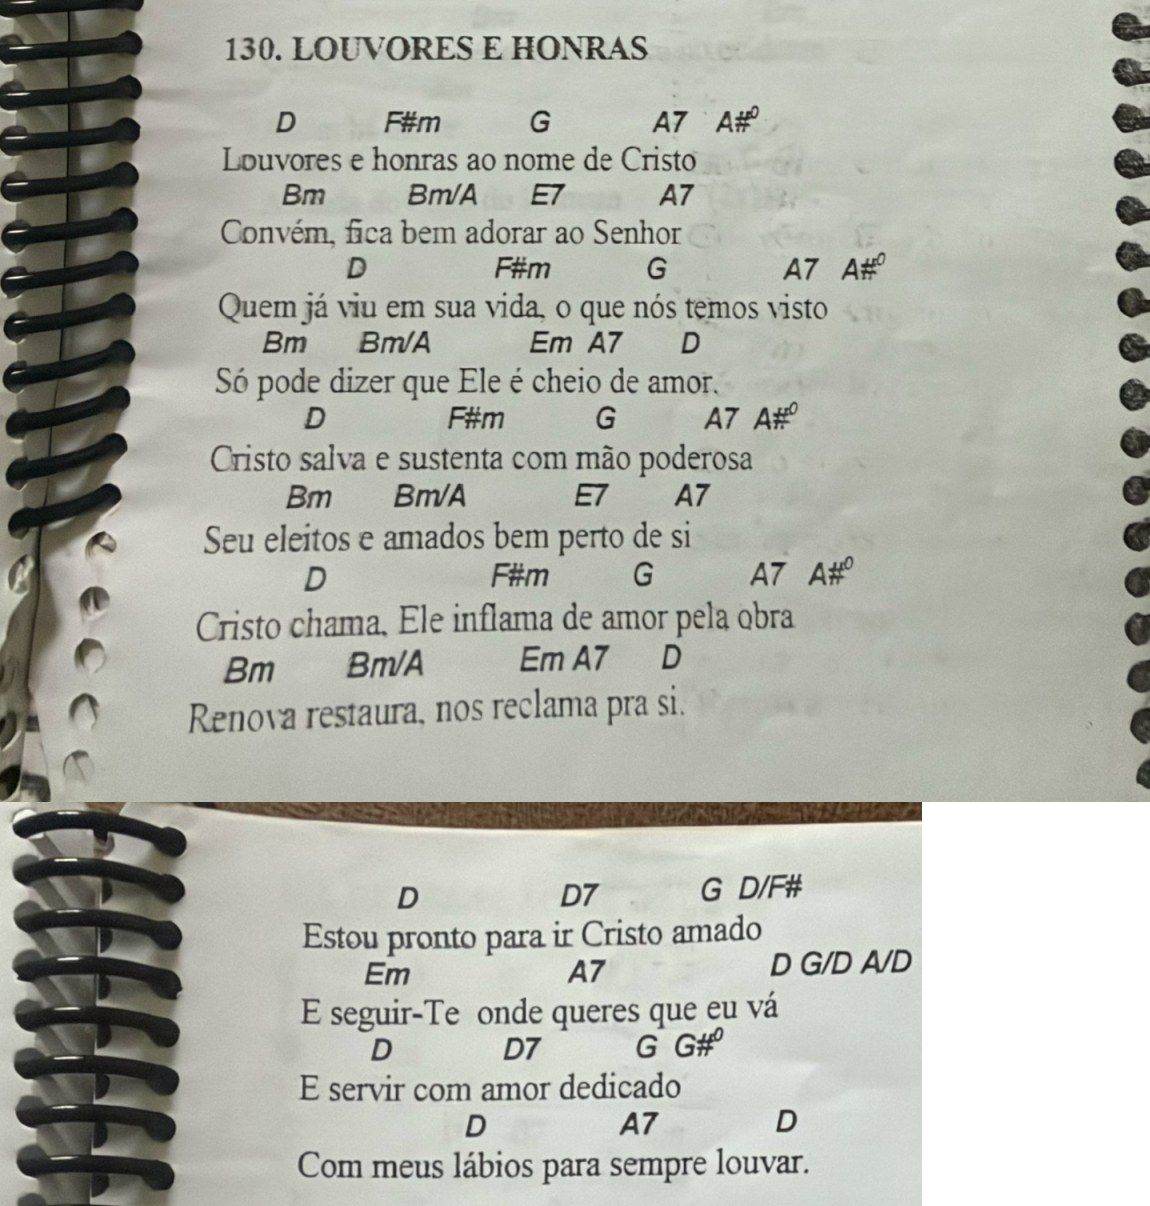 130. LOUVORES E HONRAS
D F#m G A7 A#º
Louvores e honras ao nome de Cristo
Bm Bm/A E7 A7
Convém, fica bem adorar ao Senhor
D F#m G A7 A#º
Quem já viu em sua vida, o que nós temos visto
Bm Bm/A Em A7 D
Só pode dizer que Ele é cheio de amor.
D F#m G A7 A#º
Cristo salva e sustenta com mão poderosa
Bm Bm/A E7 A7
Seu eleitos e amados bem perto de si
D F#m G A7 A#º
Cristo chama, Ele inflama de amor pela obra
Bm Bm/A Em A7 D
Renova restaura, nos reclama pra si.
D D7 G D/F#
Estou pronto para ir Cristo amado
Em A7 D G/D A/D
E seguir-Te onde queres que eu vá
D D7 G G#º
E servir com amor dedicado
D A7 D
Com meus lábios para sempre louvar.